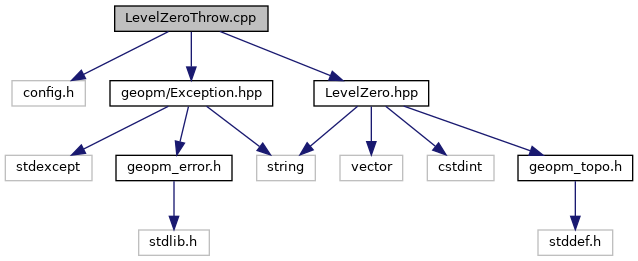 LevelZeroThrow.cpp
config.h
geopm/Exception.hpp
LevelZero.hpp
stdexcept
geopm_error.h
string
vector
cstdint
geopm_topo.h
stdlib.h
stddef.h